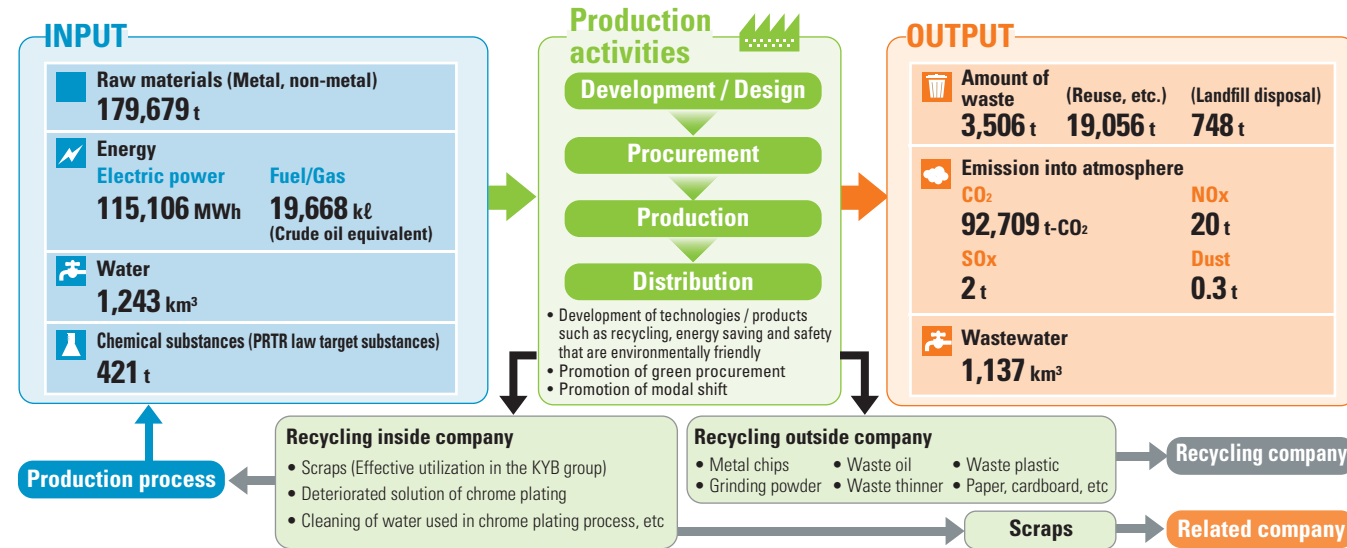 INPUT
Raw materials (Metal, non-metal)
179,679 t
Energy
Electric power
Fuel/Gas
115,106 MWh
19,668 kℓ
(Crude oil equivalent)
Water
1,243 km³
Chemical substances (PRTR law target substances)
421 t
Production
activities
Development / Design
Procurement
Production
Distribution
• Development of technologies / products
such as recycling, energy saving and safety
that are environmentally friendly
• Promotion of green procurement
• Promotion of modal shift
OUTPUT
Amount of
waste
(Reuse, etc.)
(Landfill disposal)
3,506 t
19,056 t
748 t
Emission into atmosphere
CO₂
NOx
92,709 t-CO₂
20 t
SOx
Dust
2 t
0.3 t
Wastewater
1,137 km³
Production process
Recycling inside company
• Scraps (Effective utilization in the KYB group)
• Deteriorated solution of chrome plating
• Cleaning of water used in chrome plating process, etc
Recycling outside company
• Metal chips
• Waste oil
• Waste plastic
• Grinding powder
• Waste thinner
• Paper, cardboard, etc
Recycling company
Scraps
Related company